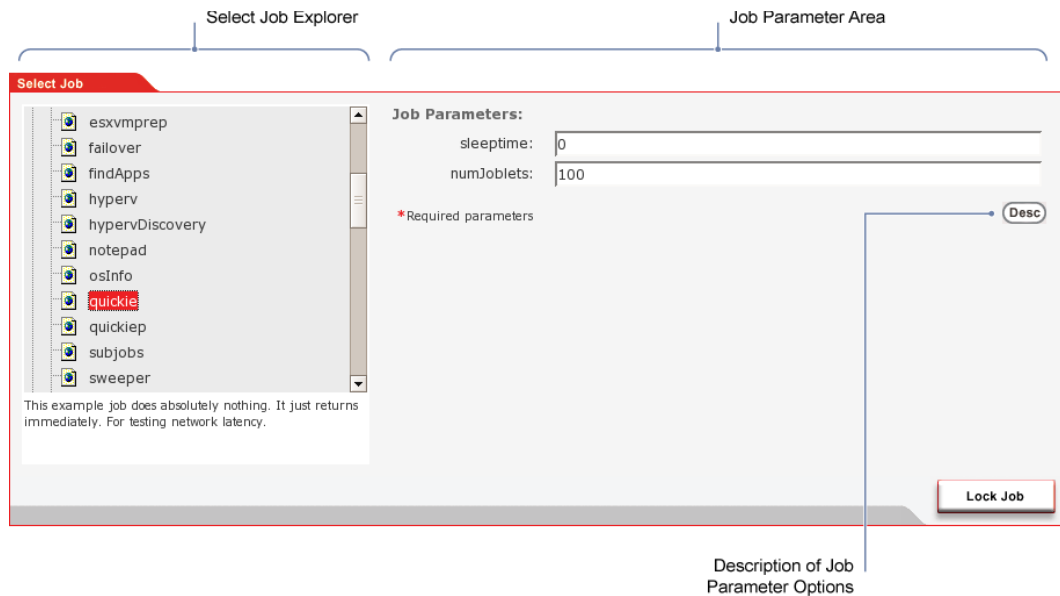 Select Job Explorer
Job Parameter Area
Select Job
esxvmprep
failover
findApps
hyperv
hypervDiscovery
notepad
osInfo
quickie
quickiep
subjobs
sweeper
This example job does absolutely nothing. It just returns
immediately. For testing network latency.
Job Parameters:
sleeptime: 0
numJoblets: 100
*Required parameters
Desc
Lock Job
Description of Job
Parameter Options